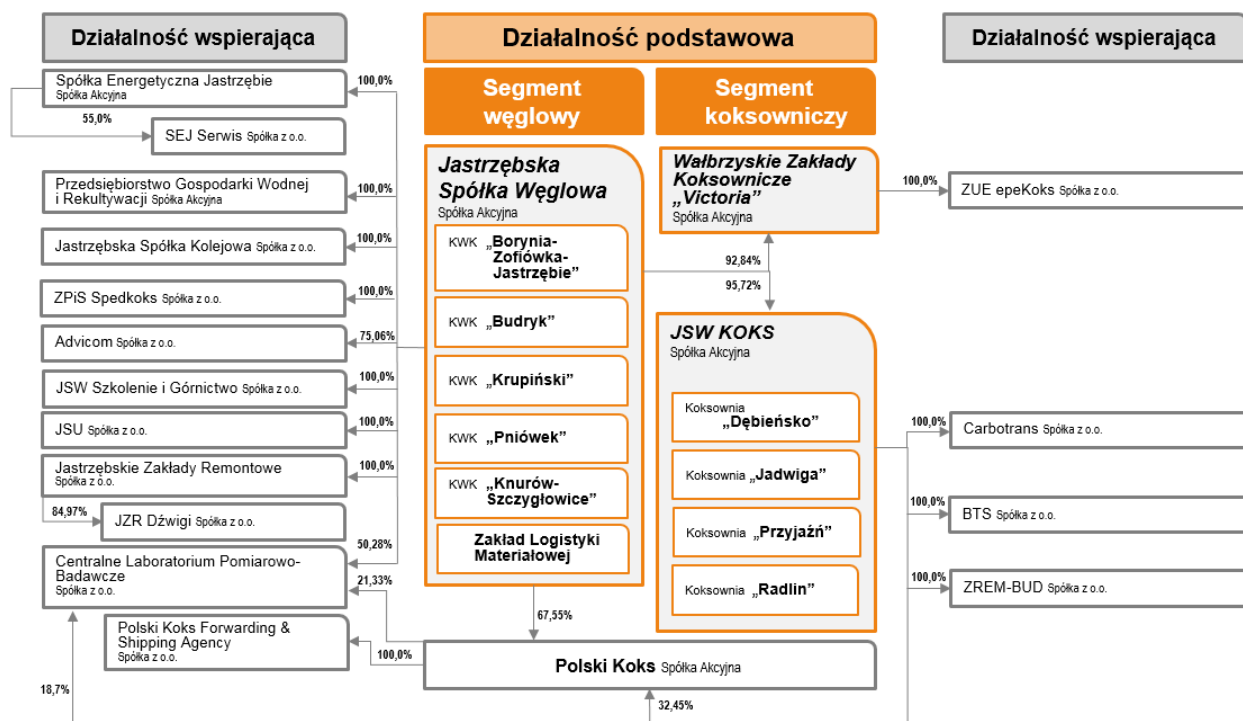 Działalność wspierająca
Działalność podstawowa
Działalność wspierająca
Segment
węglowy
Segment
koksowniczy
Spółka Energetyczna Jastrzębie
Spółka Akcyjna
100,0%
55,0%
SEJ Serwis Spółka z o.o.
Przedsiębiorstwo Gospodarki Wodnej
i Rekultywacji Spółka Akcyjna
100,0%
Jastrzębska Spółka Kolejowa Spółka z o.o.
100,0%
ZPiS Spedkoks Spółka z o.o.
100,0%
Advicom Spółka z o.o.
75,06%
JSW Szkolenie i Górnictwo Spółka z o.o.
100,0%
JSU Spółka z o.o.
100,0%
Jastrzębskie Zakłady Remontowe
Spółka z o.o.
100,0%
84,97%
JZR Dźwigi Spółka z o.o.
Centralne Laboratorium Pomiarowo-
Badawcze
Spółka z o.o.
50,28%
21,33%
Polski Koks Forwarding &
Shipping Agency
Spółka z o.o.
100,0%
18,7%
Jastrzębska
Spółka Węglowa
Spółka Akcyjna
KWK „Borynia-
Zofiówka-
Jastrzębie”
KWK „Budryk”
KWK „Krupiński”
KWK „Pniówek”
KWK „Knurów-
Szczygłowice”
Zakład Logistyki
Materiałowej
67,55%
Polski Koks Spółka Akcyjna
32,45%
Wałbrzyskie Zakłady
Koksownicze
„Victoria”
Spółka Akcyjna
92,84%
95,72%
JSW KOKS
Spółka Akcyjna
Koksownia
„Dębieńsko”
Koksownia „Jadwiga”
Koksownia „Przyjaźń”
Koksownia „Radlin”
100,0%
ZUE epeKoks Spółka z o.o.
100,0%
Carbotrans Spółka z o.o.
100,0%
BTS Spółka z o.o.
100,0%
ZREM-BUD Spółka z o.o.